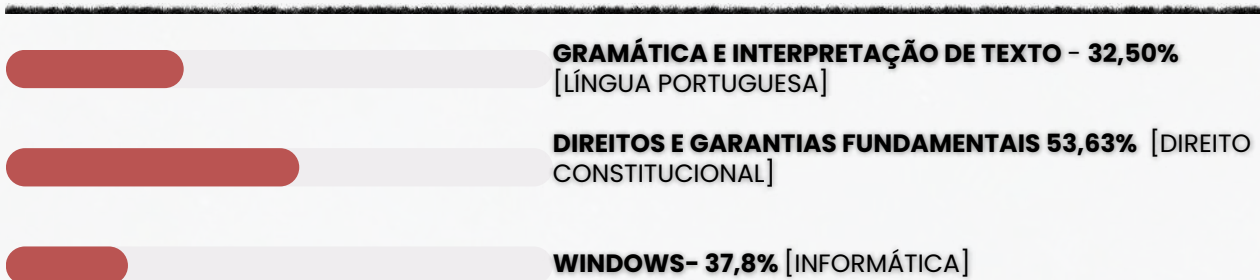 GRAMÁTICA E INTERPRETAÇÃO DE TEXTO - 32,50%
[LÍNGUA PORTUGUESA]
DIREITOS E GARANTIAS FUNDAMENTAIS 53,63% [DIREITO
CONSTITUCIONAL]
WINDOWS- 37,8% [INFORMÁTICA]